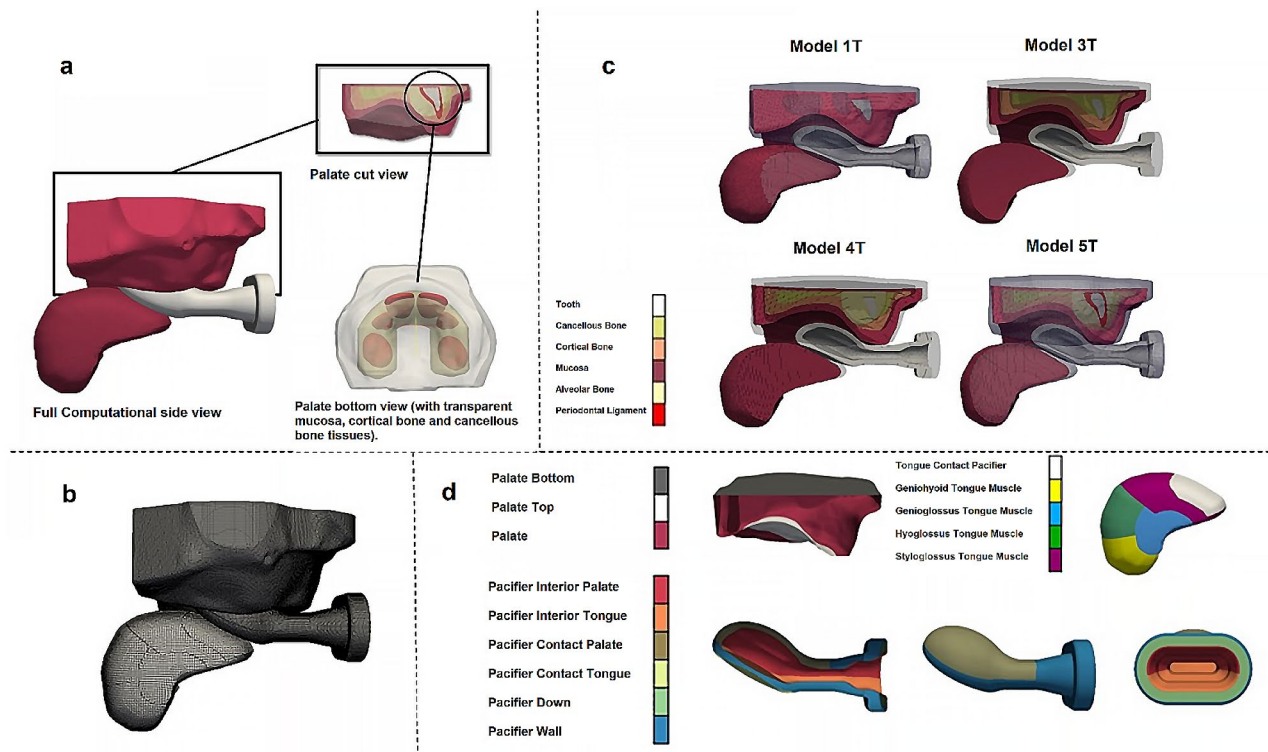 a
Palate cut view
Full Computational side view
Palate bottom view (with transparent
mucosa, cortical bone and cancellous
bone tissues).
c
Model 1T
Model 3T
Model 4T
Model 5T
Tooth
Cancellous Bone
Cortical Bone
Mucosa
Alveolar Bone
Periodontal Ligament
b
d
Palate Bottom
Palate Top
Palate
Tongue Contact Pacifier
Geniohyoid Tongue Muscle
Genioglossus Tongue Muscle
Hyoglossus Tongue Muscle
Styloglossus Tongue Muscle
Pacifier Interior Palate
Pacifier Interior Tongue
Pacifier Contact Palate
Pacifier Contact Tongue
Pacifier Down
Pacifier Wall